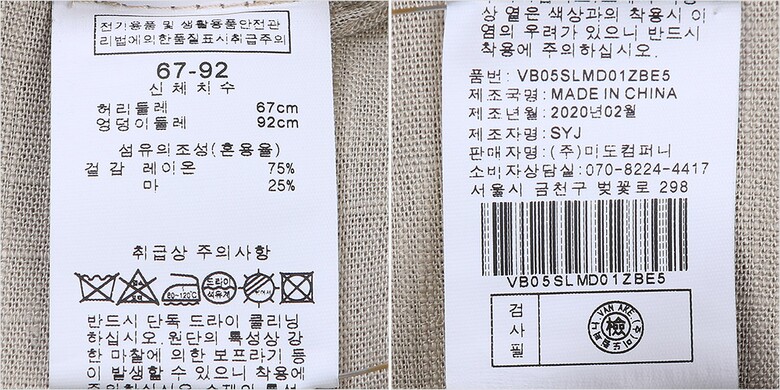 전기용품 및 생활용품안전관
리법에의한품질표시취급주의
67-92
신체치수
허리둘레 67cm
엉덩이둘레 92cm
섬유의조성(혼용율)
겉감 레이온 75%
마 25%
취급상 주의사항
80~120℃
드라이
석유계
반드시 단독 드라이 클리닝
하십시오. 원단의 특성상 강
한 마찰에 의한 보프라기 등
이 발생할 수 있으니 착용에
상 옅은 색상과의 착용시 이
염의 우려가 있으니 반드시
착용에 주의하십시오.
품번: VB05SLMD01ZBE5
제조국명: MADE IN CHINA
제조년월: 2020년02월
제조자명: SYJ
판매자명: (주)미도컴퍼니
소비자상담실: 070-8224-4417
서울시 금천구 벚꽃로 298
VB05SLMD01ZBE5
검사필
檢